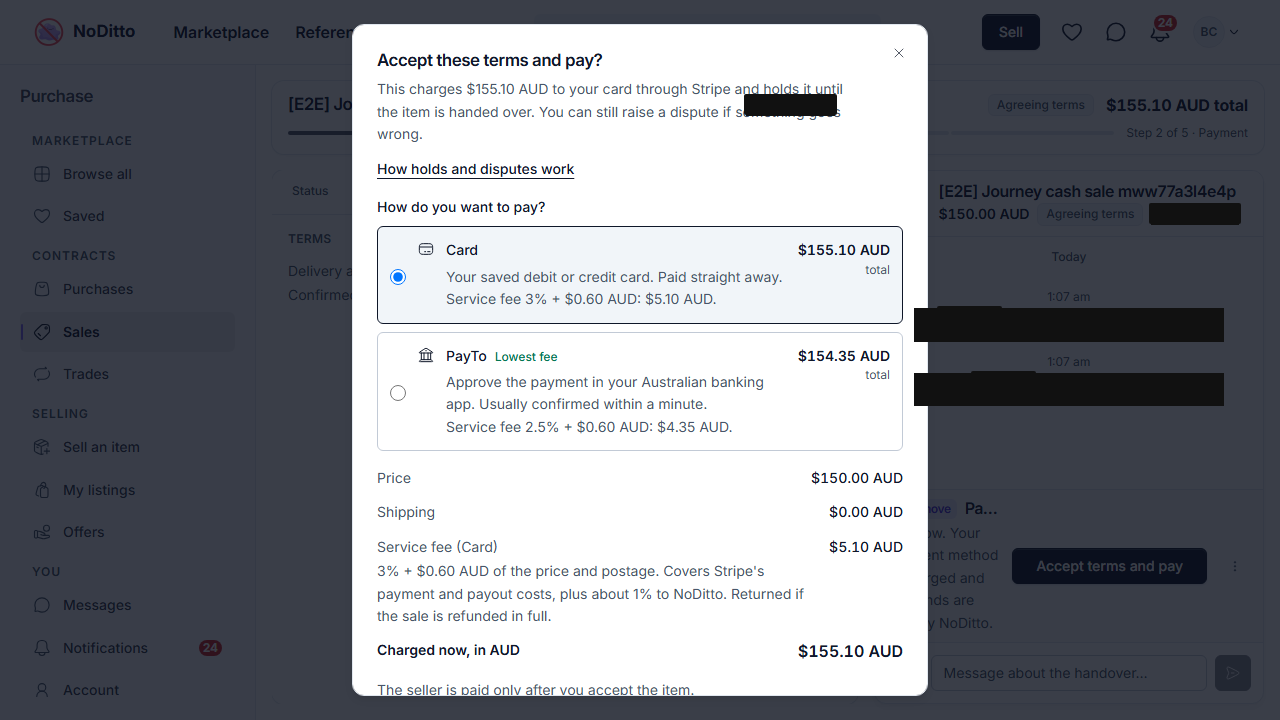 NoDitto
Marketplace
Sell
24
BC
Purchase
MARKETPLACE
Browse all
Saved
CONTRACTS
Purchases
Sales
Trades
SELLING
Sell an item
My listings
Offers
YOU
Messages
Notifications
24
Account
[E2E]
Agreeing terms
$155.10 AUD total
Step 2 of 5 · Payment
Status
TERMS
Delivery
Accept these terms and pay?
This charges $155.10 AUD to your card through Stripe and holds it until
the item is handed over. You can still raise a dispute if
wrong.
How holds and disputes work
How do you want to pay?
Card
$155.10 AUD
total
Your saved debit or credit card. Paid straight away.
Service fee 3% + $0.60 AUD: $5.10 AUD.
PayTo Lowest fee
$154.35 AUD
total
Approve the payment in your Australian banking
app. Usually confirmed within a minute.
Service fee 2.5% + $0.60 AUD: $4.35 AUD.
Price
$150.00 AUD
Shipping
$0.00 AUD
Service fee (Card)
$5.10 AUD
3% + $0.60 AUD of the price and postage. Covers Stripe's
payment and payout costs, plus about 1% to NoDitto. Returned if
the sale is refunded in full.
Charged now, in AUD
$155.10 AUD
The seller is paid only after you accept the item.
[E2E] Journey cash sale mww77a3l4e4p
$150.00 AUD
Agreeing terms
Today
1:07 am
1:07 am
Pa...
Your
method
and
NoDitto.
Accept terms and pay
Message about the handover...